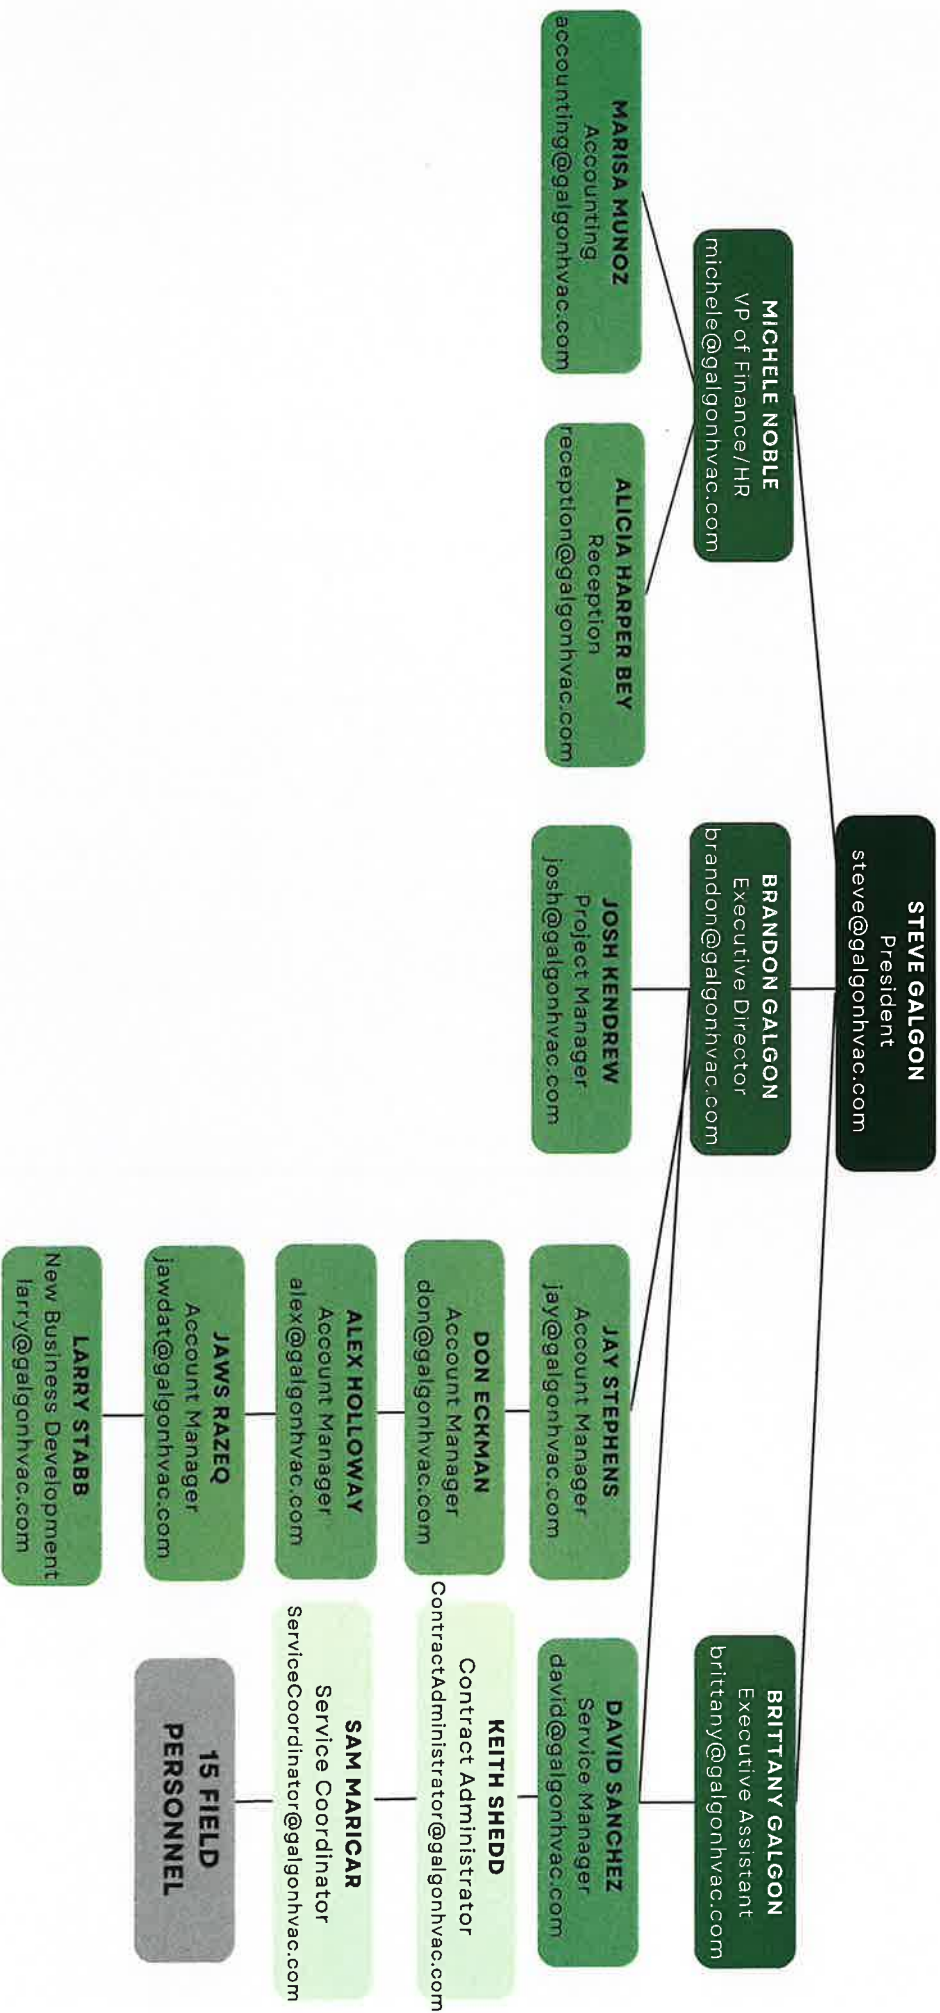 STEVE GALGON
President
steve@galgonhvac.com
MICHELE NOBLE
VP of Finance/HR
michele@galgonhvac.com
BRANDON GALGON
Executive Director
brandon@galgonhvac.com
BRITTANY GALGON
Executive Assistant
brittany@galgonhvac.com
MARISA MUNOZ
Accounting
accounting@galgonhvac.com
ALICIA HARPER BEY
Reception
reception@galgonhvac.com
JOSH KENDREW
Project Manager
josh@galgonhvac.com
JAY STEPHENS
Account Manager
jay@galgonhvac.com
DAVID SANCHEZ
Service Manager
david@galgonhvac.com
DON ECKMAN
Account Manager
don@galgonhvac.com
KEITH SHEDD
Contract Administrator
ContractAdministrator@galgonhvac.com
ALEX HOLLOWAY
Account Manager
alex@galgonhvac.com
SAM MARICAR
Service Coordinator
ServiceCoordinator@galgonhvac.com
JAWS RAZEQ
Account Manager
jawdat@galgonhvac.com
15 FIELD
PERSONNEL
LARRY STABB
New Business Development
larry@galgonhvac.com